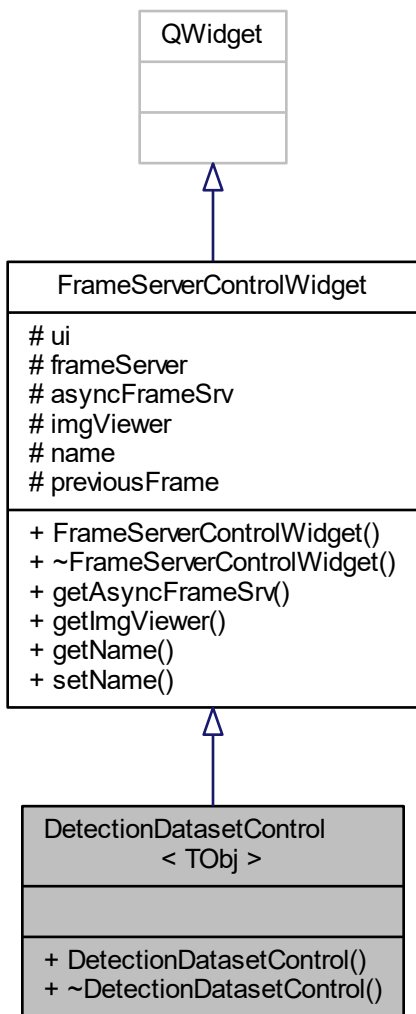 QWidget
FrameServerControlWidget
# ui
# frameServer
# asyncFrameSrv
# imgViewer
# name
# previousFrame
+ FrameServerControlWidget()
+ ~FrameServerControlWidget()
+ getAsyncFrameSrv()
+ getImgViewer()
+ getName()
+ setName()
DetectionDatasetControl
< TObj >
+ DetectionDatasetControl()
+ ~DetectionDatasetControl()